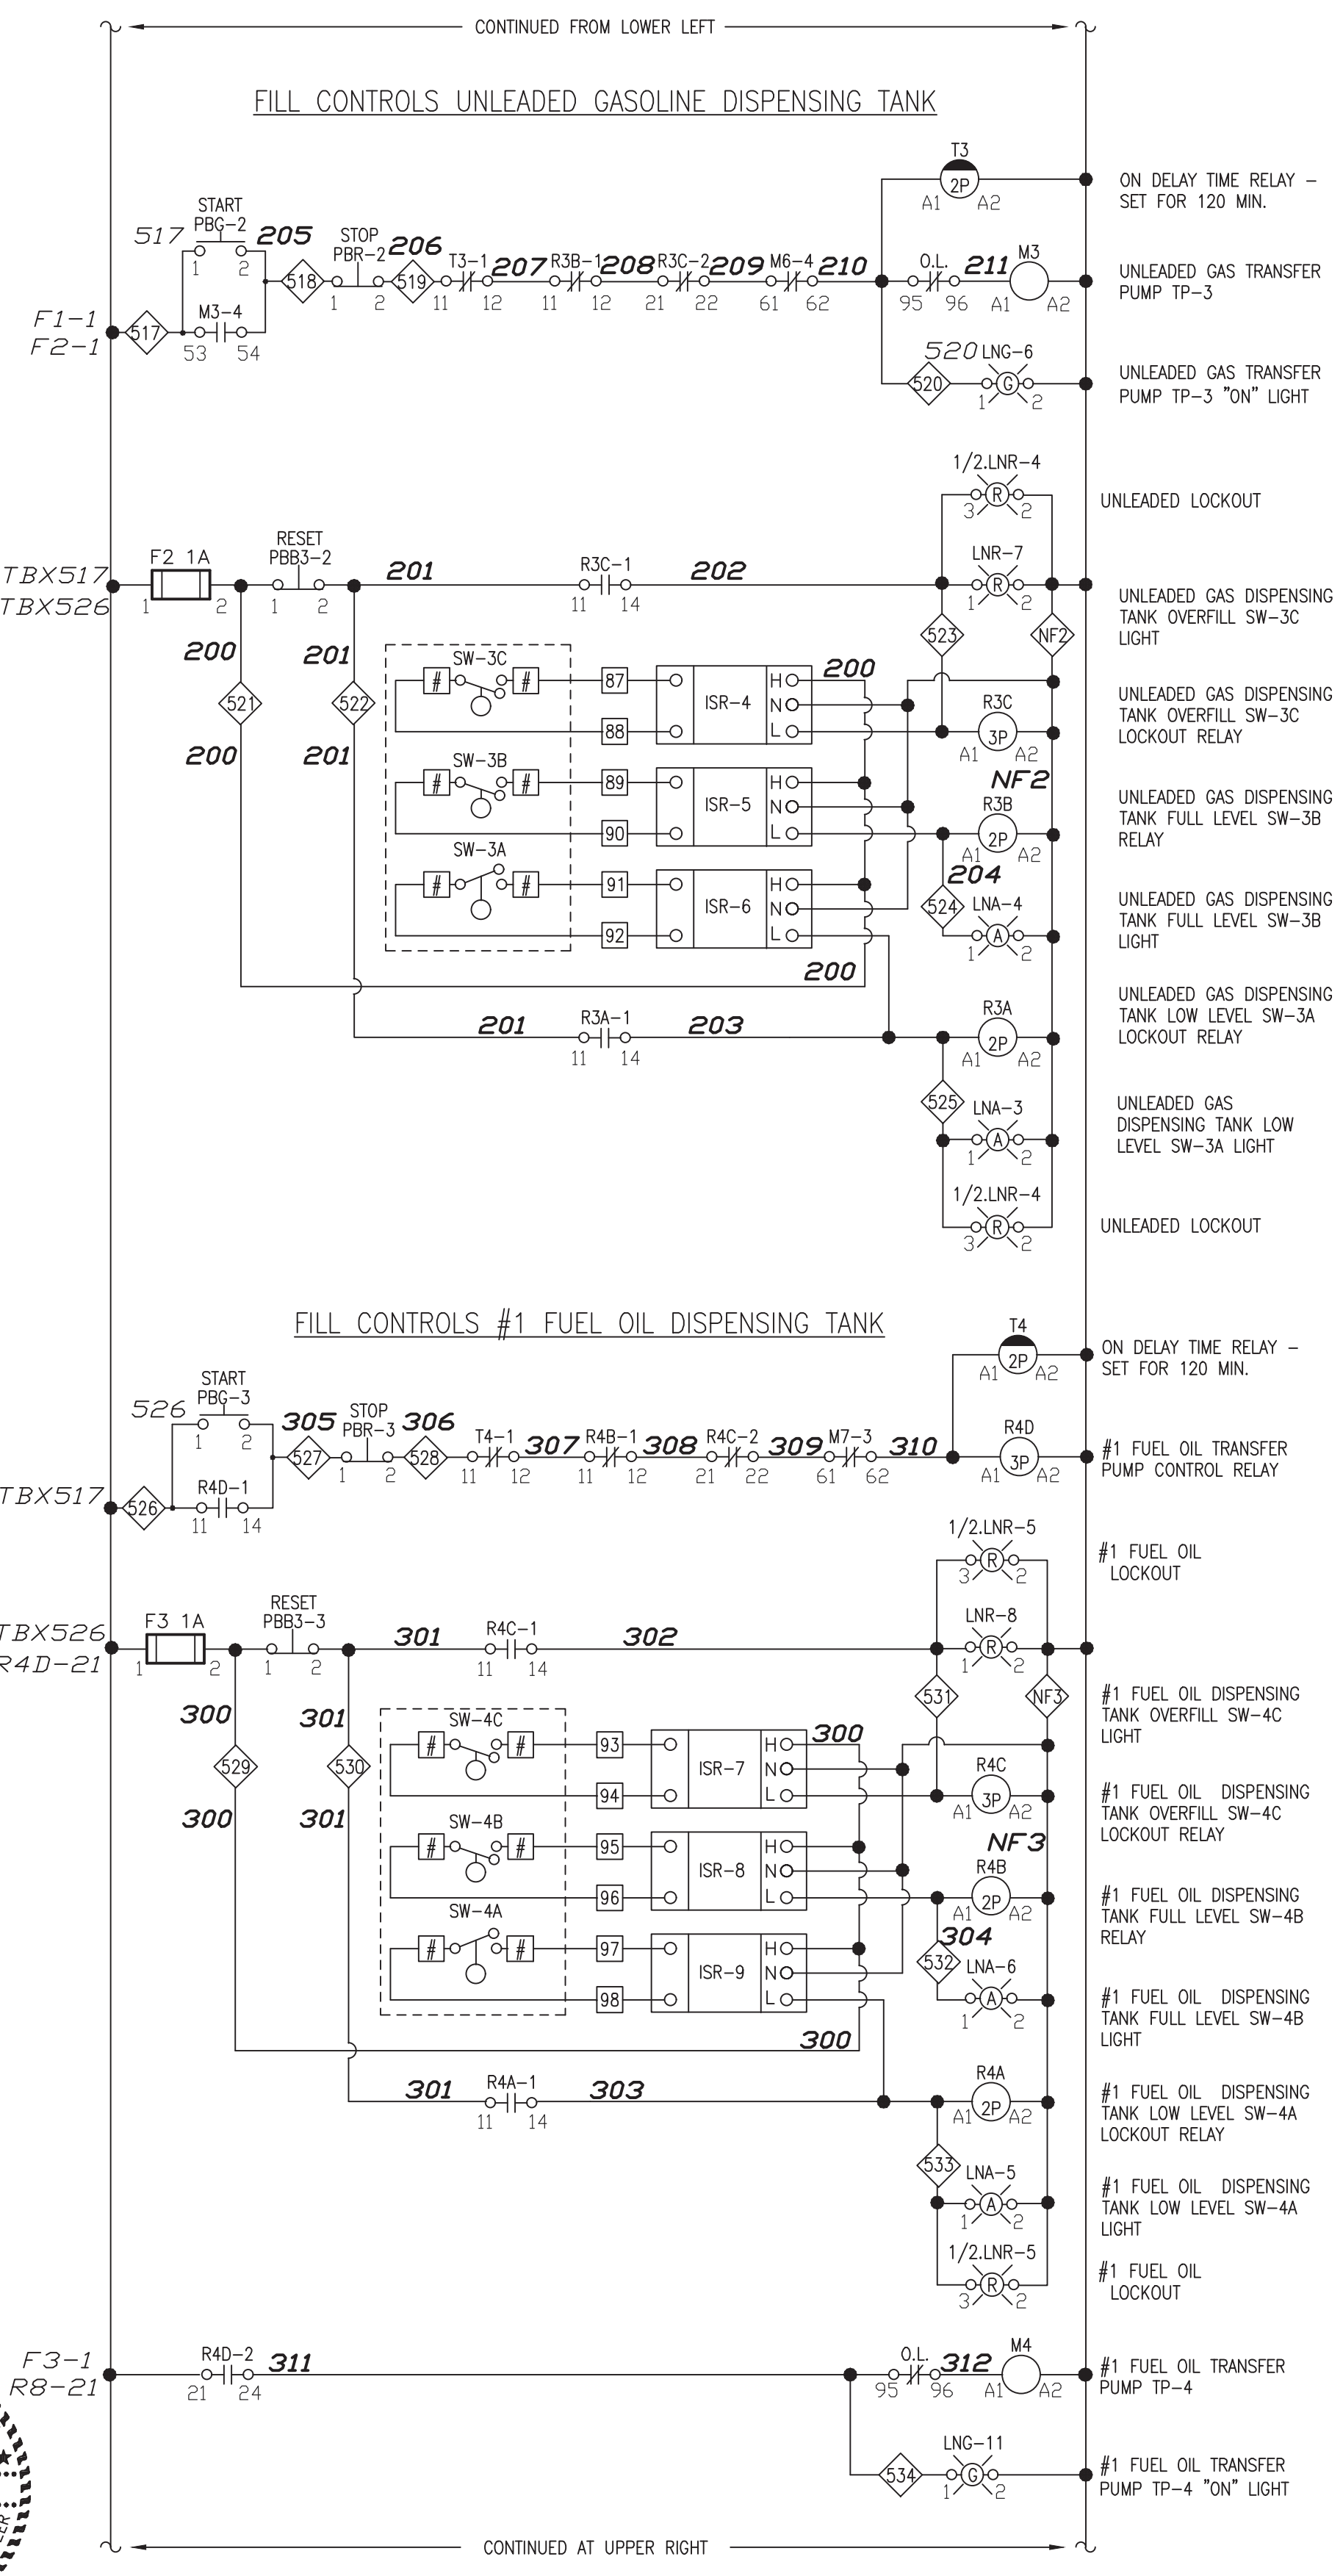 CONTINUED FROM LOWER LEFT
FILL CONTROLS UNLEADED GASOLINE DISPENSING TANK
T3
2P
A1 A2
ON DELAY TIME RELAY –
SET FOR 120 MIN.
START
PBG-2
517
1 2
205
518
STOP
PBR-2
1 2
206
519
T3-1
11 12
207
R3B-1
11 12
208
R3C-2
21 22
209
M6-4
61 62
210
O.L.
95 96
211
M3
A1 A2
UNLEADED GAS TRANSFER
PUMP TP-3
F1-1
F2-1
517
M3-4
53 54
520
520
LNG-6
G
1 2
UNLEADED GAS TRANSFER
PUMP TP-3 "ON" LIGHT
1/2.LNR-4
R
3 2
UNLEADED LOCKOUT
TBX517
TBX526
F2 1A
1 2
RESET
PBB3-2
1 2
201
R3C-1
11 14
202
LNR-7
R
1 2
UNLEADED GAS DISPENSING
TANK OVERFILL SW-3C
LIGHT
200
521
200
201
522
201
523
NF2
SW-3C
# #
87
88
ISR-4
H
N
L
200
R3C
3P
A1 A2
UNLEADED GAS DISPENSING
TANK OVERFILL SW-3C
LOCKOUT RELAY
NF2
SW-3B
# #
89
90
ISR-5
H
N
L
R3B
2P
A1 A2
UNLEADED GAS DISPENSING
TANK FULL LEVEL SW-3B
RELAY
SW-3A
# #
91
92
ISR-6
H
N
L
204
524
LNA-4
A
1 2
UNLEADED GAS DISPENSING
TANK FULL LEVEL SW-3B
LIGHT
200
201
R3A-1
11 14
203
R3A
2P
A1 A2
UNLEADED GAS DISPENSING
TANK LOW LEVEL SW-3A
LOCKOUT RELAY
525
LNA-3
A
1 2
UNLEADED GAS
DISPENSING TANK LOW
LEVEL SW-3A LIGHT
1/2.LNR-4
R
3 2
UNLEADED LOCKOUT
FILL CONTROLS #1 FUEL OIL DISPENSING TANK
T4
2P
A1 A2
ON DELAY TIME RELAY –
SET FOR 120 MIN.
START
PBG-3
526
1 2
305
527
STOP
PBR-3
1 2
306
528
T4-1
11 12
307
R4B-1
11 12
308
R4C-2
21 22
309
M7-3
61 62
310
R4D
3P
A1 A2
#1 FUEL OIL TRANSFER
PUMP CONTROL RELAY
TBX517
526
R4D-1
11 14
1/2.LNR-5
R
3 2
#1 FUEL OIL
LOCKOUT
TBX526
R4D-21
F3 1A
1 2
RESET
PBB3-3
1 2
301
R4C-1
11 14
302
LNR-8
R
1 2
#1 FUEL OIL DISPENSING
TANK OVERFILL SW-4C
LIGHT
300
529
300
301
530
301
531
NF3
SW-4C
# #
93
94
ISR-7
H
N
L
300
R4C
3P
A1 A2
#1 FUEL OIL DISPENSING
TANK OVERFILL SW-4C
LOCKOUT RELAY
NF3
SW-4B
# #
95
96
ISR-8
H
N
L
R4B
2P
A1 A2
#1 FUEL OIL DISPENSING
TANK FULL LEVEL SW-4B
RELAY
SW-4A
# #
97
98
ISR-9
H
N
L
304
532
LNA-6
A
1 2
#1 FUEL OIL DISPENSING
TANK FULL LEVEL SW-4B
LIGHT
300
301
R4A-1
11 14
303
R4A
2P
A1 A2
#1 FUEL OIL DISPENSING
TANK LOW LEVEL SW-4A
LOCKOUT RELAY
533
LNA-5
A
1 2
#1 FUEL OIL DISPENSING
TANK LOW LEVEL SW-4A
LIGHT
1/2.LNR-5
R
3 2
#1 FUEL OIL
LOCKOUT
F3-1
R8-21
R4D-2
21 24
311
O.L.
95 96
312
M4
A1 A2
#1 FUEL OIL TRANSFER
PUMP TP-4
534
LNG-11
G
1 2
#1 FUEL OIL TRANSFER
PUMP TP-4 "ON" LIGHT
CONTINUED AT UPPER RIGHT